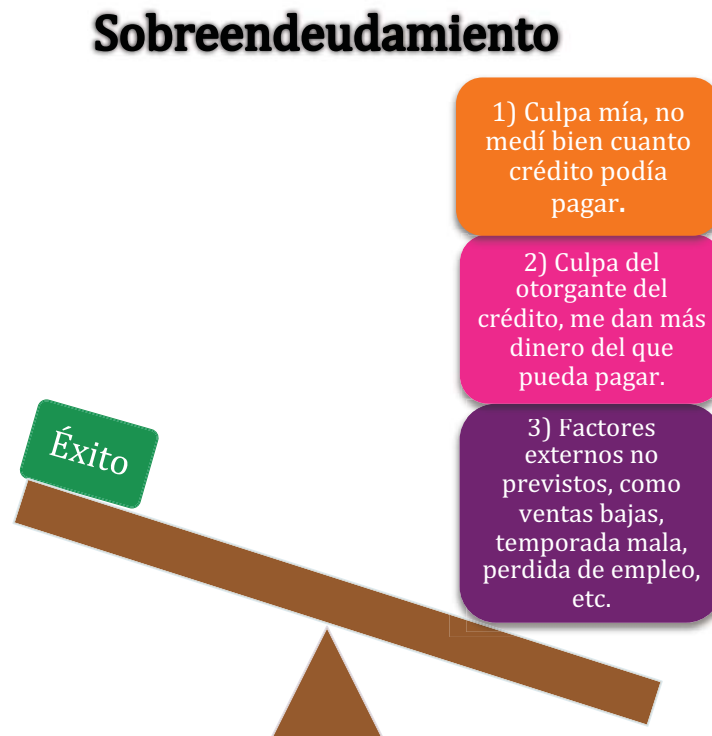 Sobreendeudamiento
1) Culpa mía, no
medí bien cuanto
crédito podía
pagar.
2) Culpa del
otorgante del
crédito, me dan más
dinero del que
pueda pagar.
3) Factores
externos no
previstos, como
ventas bajas,
temporada mala,
perdida de empleo,
etc.
Éxito